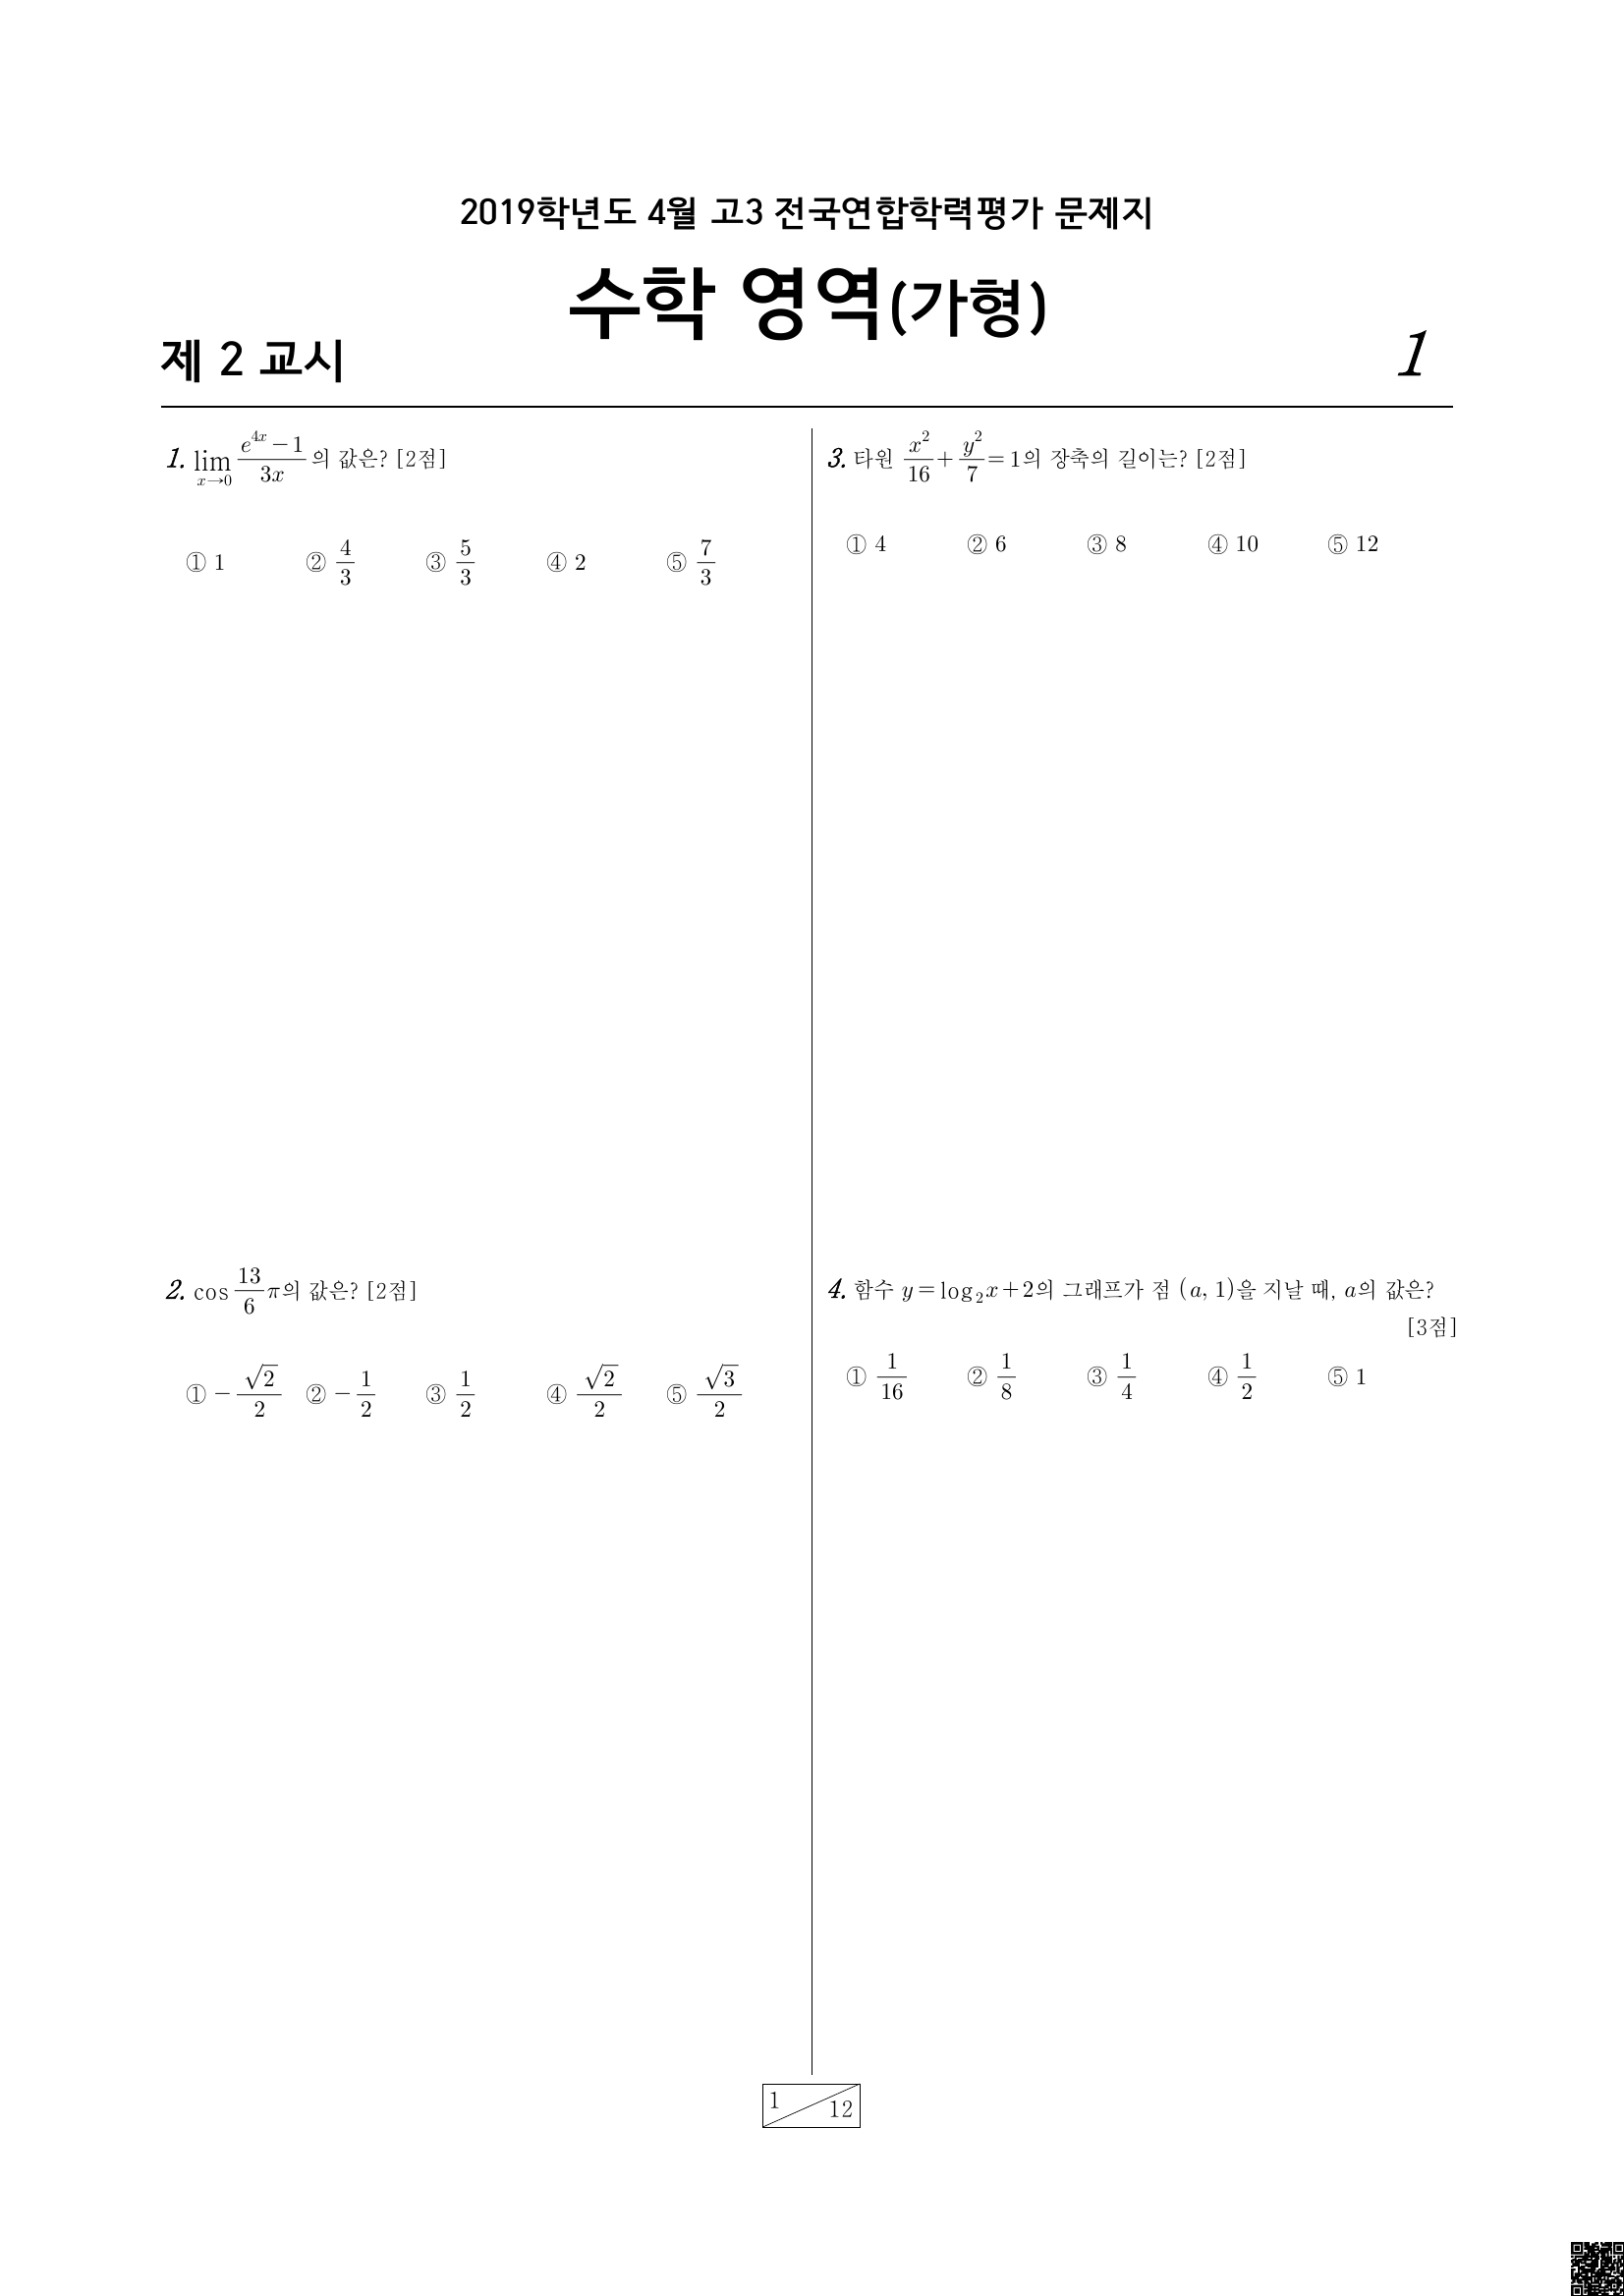 2019학년도 4월 고3 전국연합학력평가 문제지
수학 영역(가형)
제 2 교시
1
1. lim_{x→0} \frac{e^{4x}-1}{3x}의 값은? [2점]
① 1 ② \frac{4}{3} ③ \frac{5}{3} ④ 2 ⑤ \frac{7}{3}
2. cos \frac{13}{6}π의 값은? [2점]
① -\frac{√2}{2} ② -\frac{1}{2} ③ \frac{1}{2} ④ \frac{√2}{2} ⑤ \frac{√3}{2}
3. 타원 \frac{x^2}{16}+\frac{y^2}{7}=1의 장축의 길이는? [2점]
① 4 ② 6 ③ 8 ④ 10 ⑤ 12
4. 함수 y=log_2 x+2의 그래프가 점 (a, 1)을 지날 때, a의 값은?
[3점]
① \frac{1}{16} ② \frac{1}{8} ③ \frac{1}{4} ④ \frac{1}{2} ⑤ 1
1
12